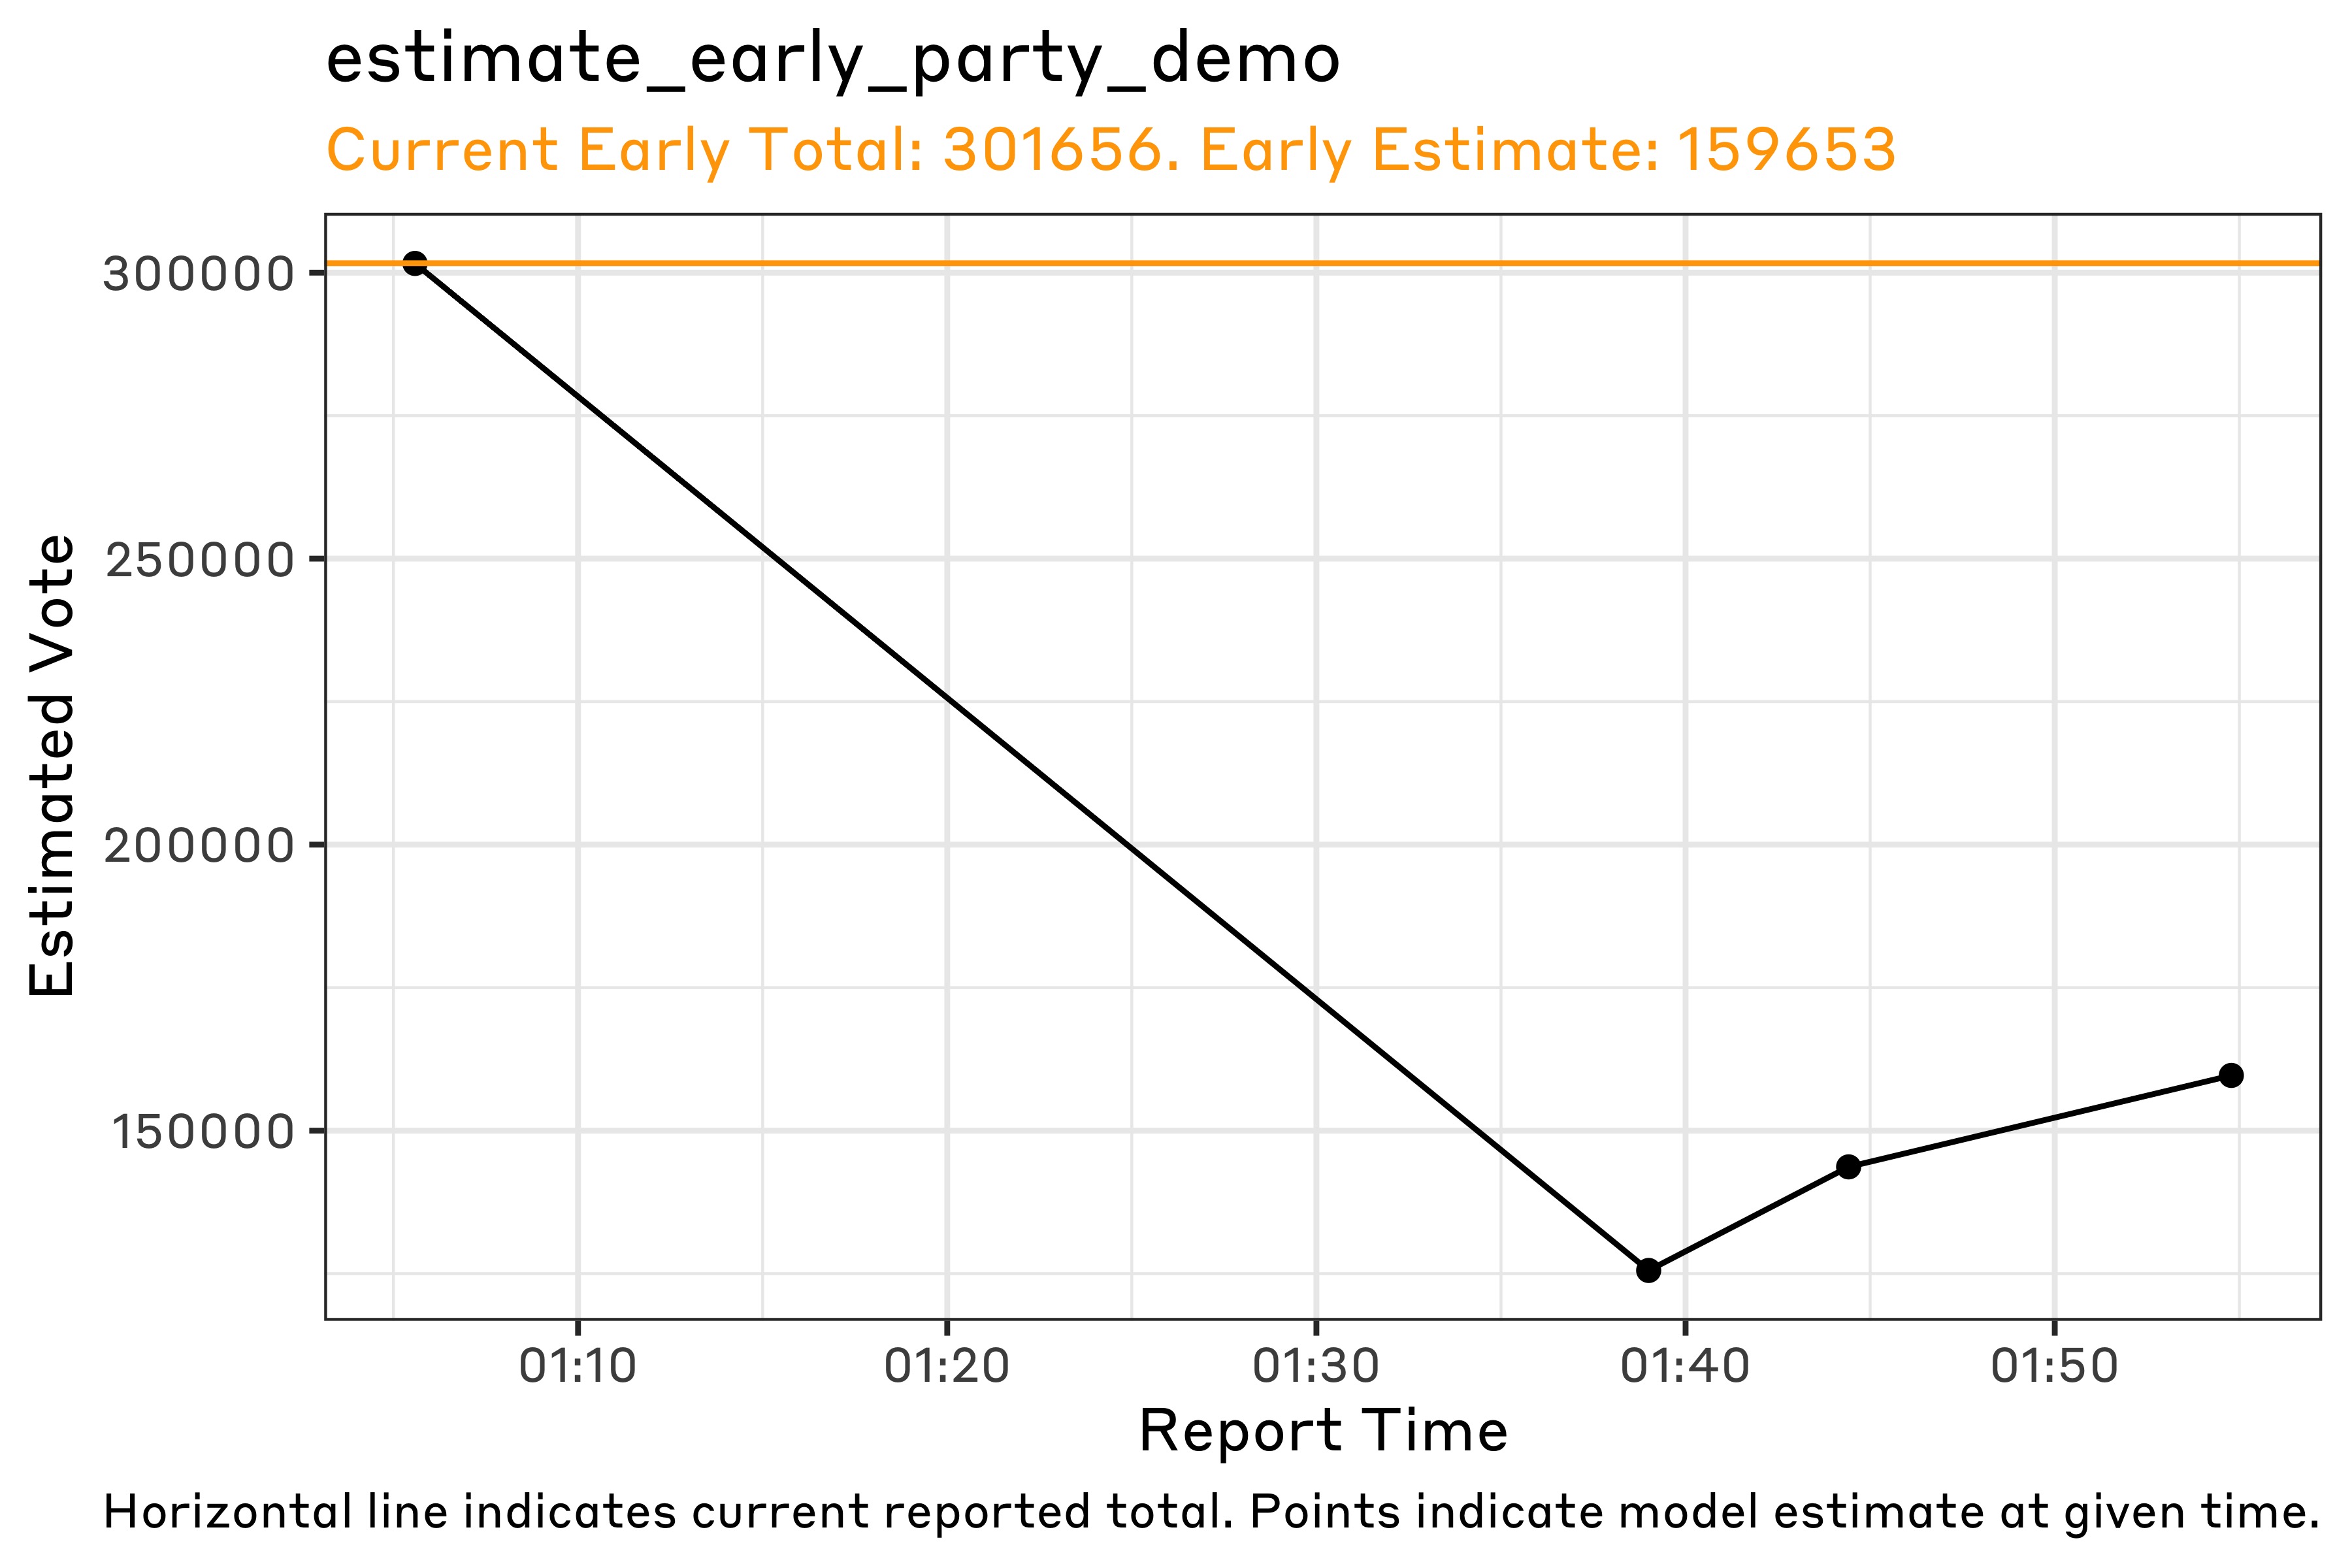 estimate_early_party_demo
Current Early Total: 301656. Early Estimate: 159653
Estimated Vote
300000
250000
200000
150000
01:10 01:20 01:30 01:40 01:50
Report Time
Horizontal line indicates current reported total. Points indicate model estimate at given time.